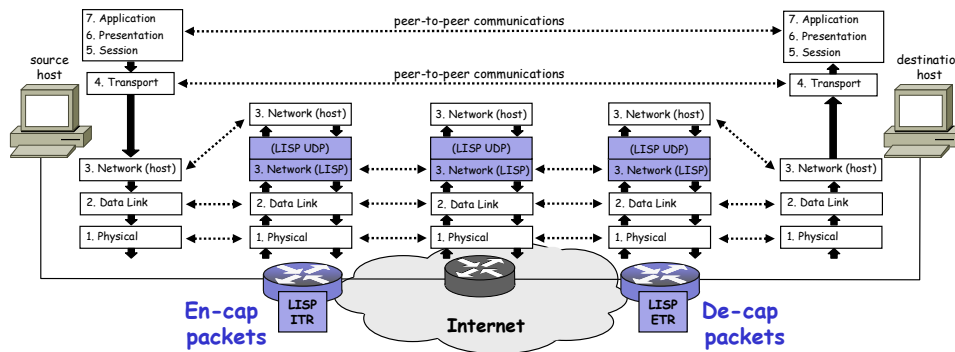 7. Application
6. Presentation
5. Session
peer-to-peer communications
7. Application
6. Presentation
5. Session
source
host
4. Transport
peer-to-peer communications
4. Transport
destinatio
host
3. Network (host)
3. Network (host)
3. Network (host)
(LISP UDP)
(LISP UDP)
(LISP UDP)
3. Network (host)
3. Network (LISP)
3. Network (LISP)
3. Network (LISP)
3. Network (host)
2. Data Link
2. Data Link
2. Data Link
2. Data Link
2. Data Link
1. Physical
1. Physical
1. Physical
1. Physical
1. Physical
En-cap
packets
LISP
ITR
Internet
LISP
ETR
De-cap
packets